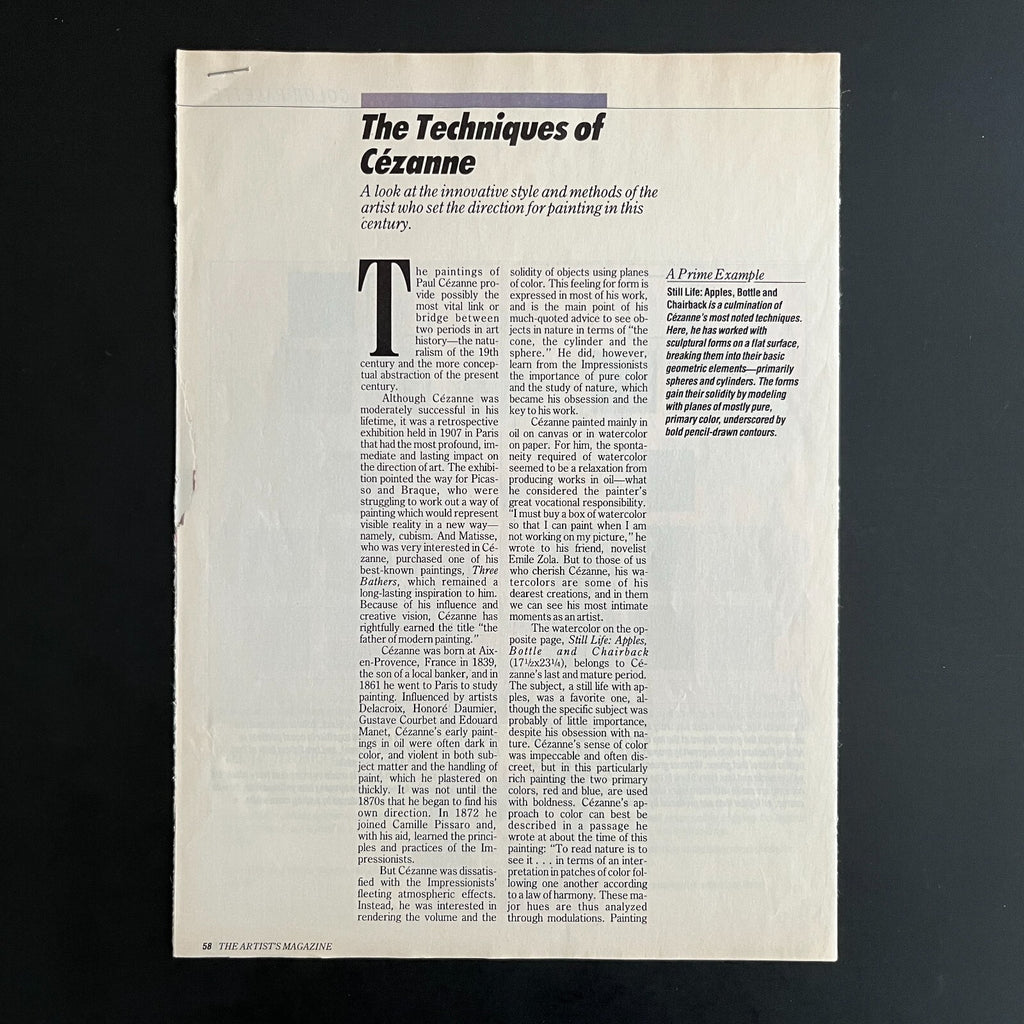 The Techniques of
Cézanne
A look at the innovative style and methods of the
artist who set the direction for painting in this
century.
The paintings of
Paul Cézanne pro-
vide possibly the
most vital link or
bridge between
two periods in art
history—the natu-
ralism of the 19th
century and the more concep-
tual abstraction of the present
century.
Although Cézanne was
moderately successful in his
lifetime, it was a retrospective
exhibition held in 1907 in Paris
that had the most profound, im-
mediate and lasting impact on
the direction of art. The exhibi-
tion pointed the way for Picas-
so and Braque, who were
struggling to work out a way of
painting which would represent
visible reality in a new way—
namely, cubism. And Matisse,
who was very interested in Cé-
zanne, purchased one of his
best-known paintings, Three
Bathers, which remained a
long-lasting inspiration to him.
Because of his influence and
creative vision, Cézanne has
rightfully earned the title “the
father of modern painting.”
Cézanne was born at Aix-
en-Provence, France in 1839,
the son of a local banker, and in
1861 he went to Paris to study
painting. Influenced by artists
Delacroix, Honoré Daumier,
Gustave Courbet and Edouard
Manet, Cézanne’s early paint-
ings in oil were often dark in
color, and violent in both sub-
ject matter and the handling of
paint, which he plastered on
thickly. It was not until the
1870s that he began to find his
own direction. In 1872 he
joined Camille Pissaro and,
with his aid, learned the princi-
ples and practices of the Im-
pressionists.
But Cézanne was dissatis-
fied with the Impressionists’
fleeting atmospheric effects.
Instead, he was interested in
rendering the volume and the
solidity of objects using planes
of color. This feeling for form is
expressed in most of his work,
and is the main point of his
much-quoted advice to see ob-
jects in nature in terms of “the
cone, the cylinder and the
sphere.” He did, however,
learn from the Impressionists
the importance of pure color
and the study of nature, which
became his obsession and the
key to his work.
Cézanne painted mainly in
oil on canvas or in watercolor
on paper. For him, the sponta-
neity required of watercolor
seemed to be a relaxation from
producing works in oil—what
he considered the painter’s
great vocational responsibility.
“I must buy a box of watercolor
so that I can paint when I am
not working on my picture,” he
wrote to his friend, novelist
Emile Zola. But to those of us
who cherish Cézanne, his wa-
tercolors are some of his
dearest creations, and in them
we can see his most intimate
moments as an artist.
The watercolor on the op-
posite page, Still Life: Apples,
Bottle and Chairback
(17½x23¼), belongs to Cé-
zanne’s last and mature period.
The subject, a still life with ap-
ples, was a favorite one, al-
though the specific subject was
probably of little importance,
despite his obsession with na-
ture. Cézanne’s sense of color
was impeccable and often dis-
creet, but in this particularly
rich painting the two primary
colors, red and blue, are used
with boldness. Cézanne’s ap-
proach to color can best be
described in a passage he
wrote at about the time of this
painting: “To read nature is to
see it . . . in terms of an inter-
pretation in patches of color fol-
lowing one another according
to a law of harmony. These ma-
jor hues are thus analyzed
through modulations. Painting
A Prime Example
Still Life: Apples, Bottle and
Chairback is a culmination of
Cézanne’s most noted techniques.
Here, he has worked with
sculptural forms on a flat surface,
breaking them into their basic
geometric elements—primarily
spheres and cylinders. The forms
gain their solidity by modeling
with planes of mostly pure,
primary color, underscored by
bold pencil-drawn contours.
58 THE ARTIST'S MAGAZINE